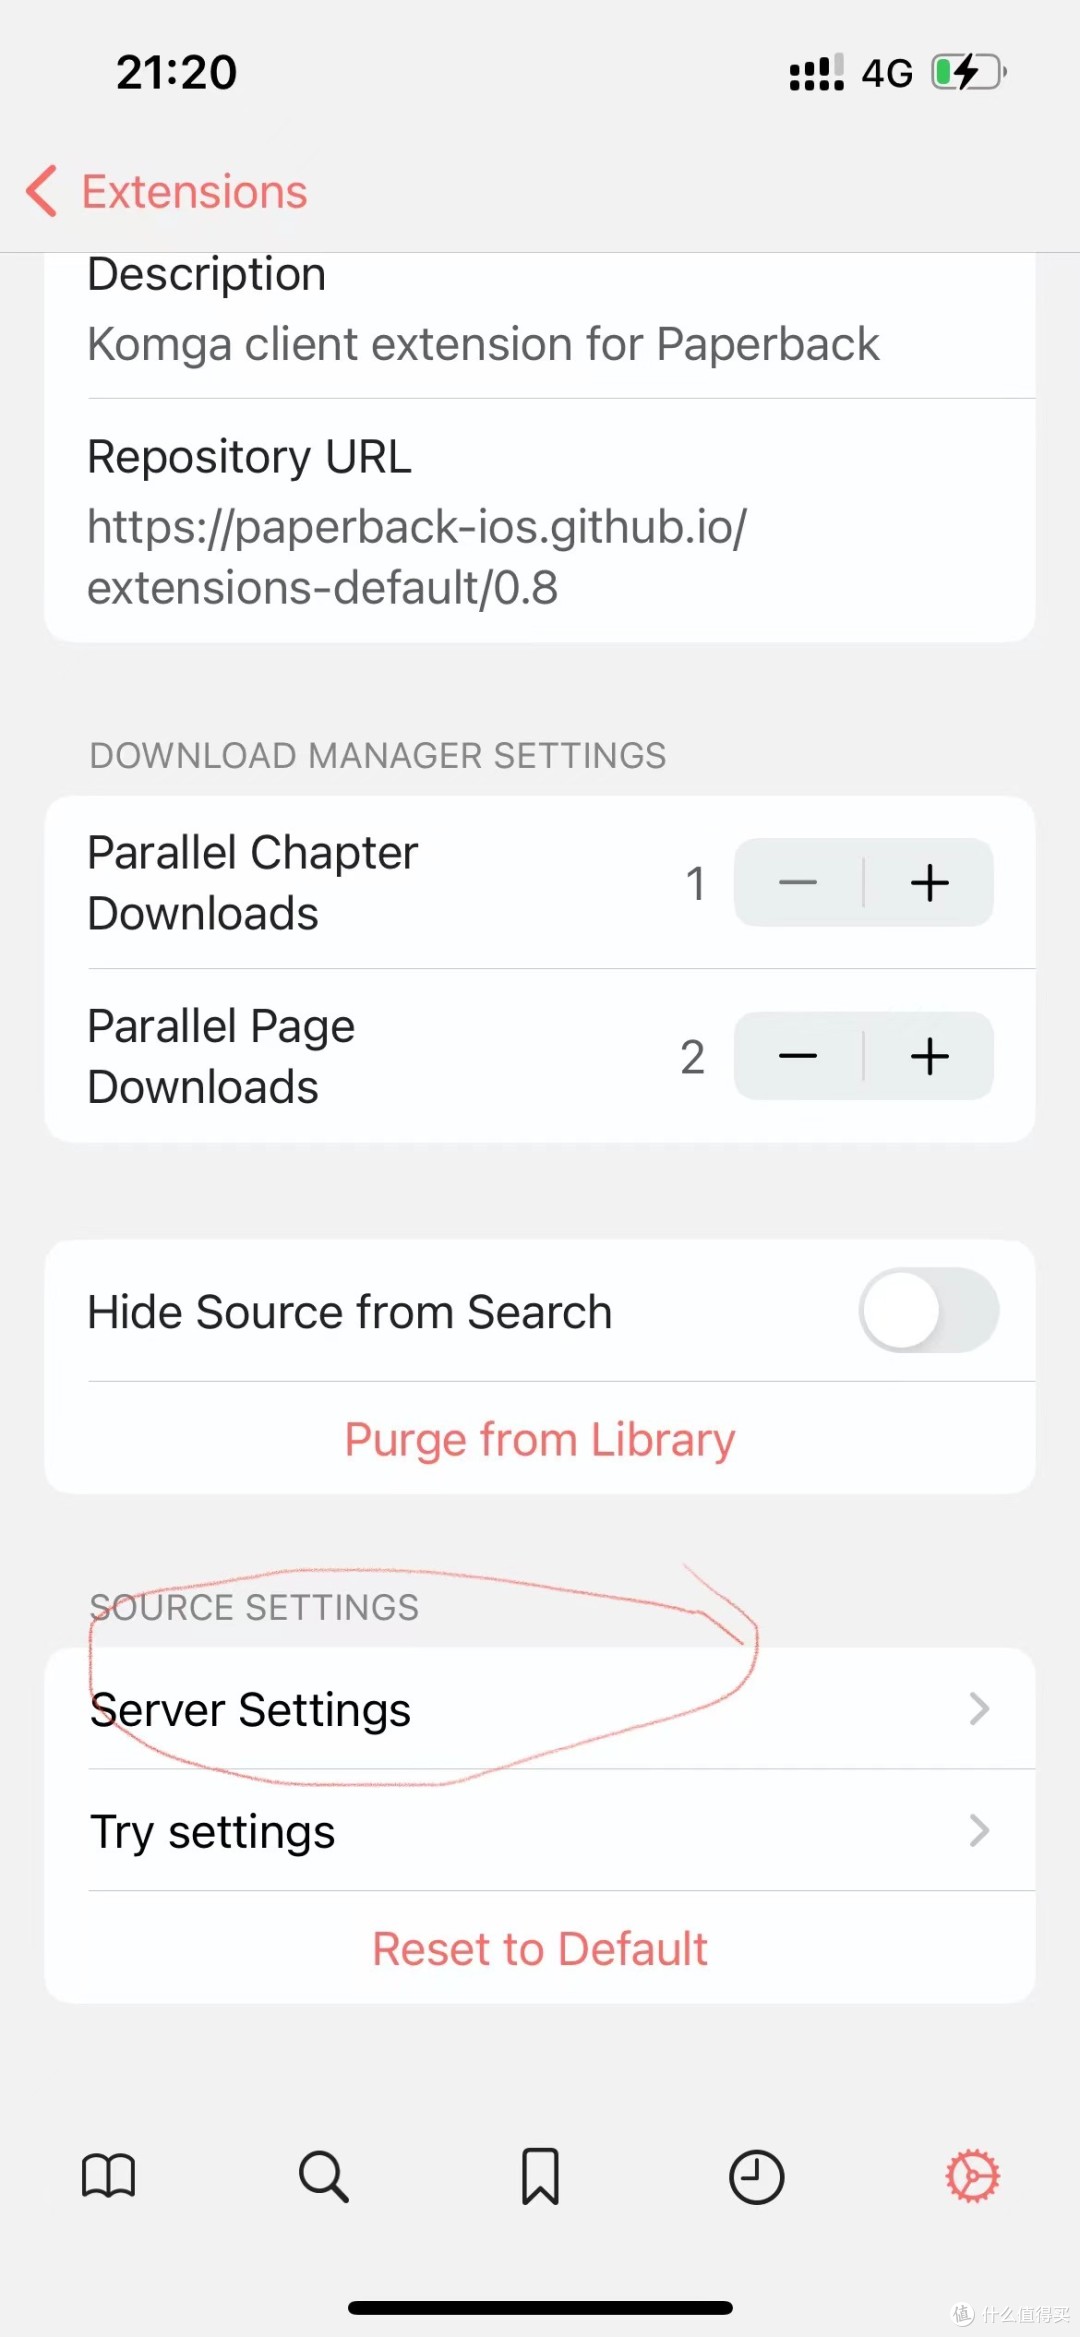 21:20
4G
Extensions
Description
Komga client extension for Paperback
Repository URL
https://paperback-ios.github.io/
extensions-default/0.8
DOWNLOAD MANAGER SETTINGS
Parallel Chapter
Downloads
1
Parallel Page
Downloads
2
Hide Source from Search
Purge from Library
SOURCE SETTINGS
Server Settings
Try settings
Reset to Default
值 什么值得买